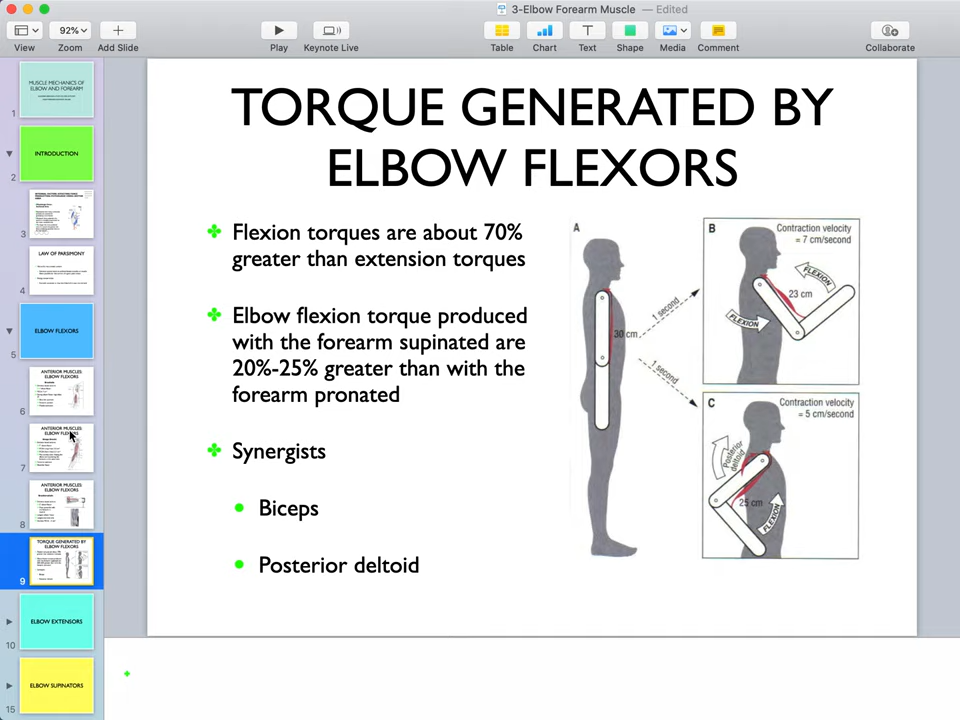 3-Elbow Forearm Muscle — Edited
92%
View
Zoom
Add Slide
Play
Keynote Live
Table
Chart
Text
Shape
Media
Comment
Collaborate
MUSCLE MECHANICS OF
ELBOW AND FOREARM
1
INTRODUCTION
2
3
LAW OF PARSIMONY
4
ELBOW FLEXORS
5
ANTERIOR MUSCLES:
ELBOW FLEXORS
6
ANTERIOR MUSCLES:
ELBOW FLEXORS
7
ANTERIOR MUSCLES:
ELBOW FLEXORS
8
TORQUE GENERATED BY
ELBOW FLEXORS
9
ELBOW EXTENSORS
10
ELBOW SUPINATORS
15
TORQUE GENERATED BY
ELBOW FLEXORS
Flexion torques are about 70%
greater than extension torques
Elbow flexion torque produced
with the forearm supinated are
20%-25% greater than with the
forearm pronated
Synergists
Biceps
Posterior deltoid
A
30 cm
1 second
1 second
B
Contraction velocity
= 7 cm/second
FLEXION
23 cm
FLEXION
C
Contraction velocity
= 5 cm/second
Posterior
deltoid
25 cm
FLEXION